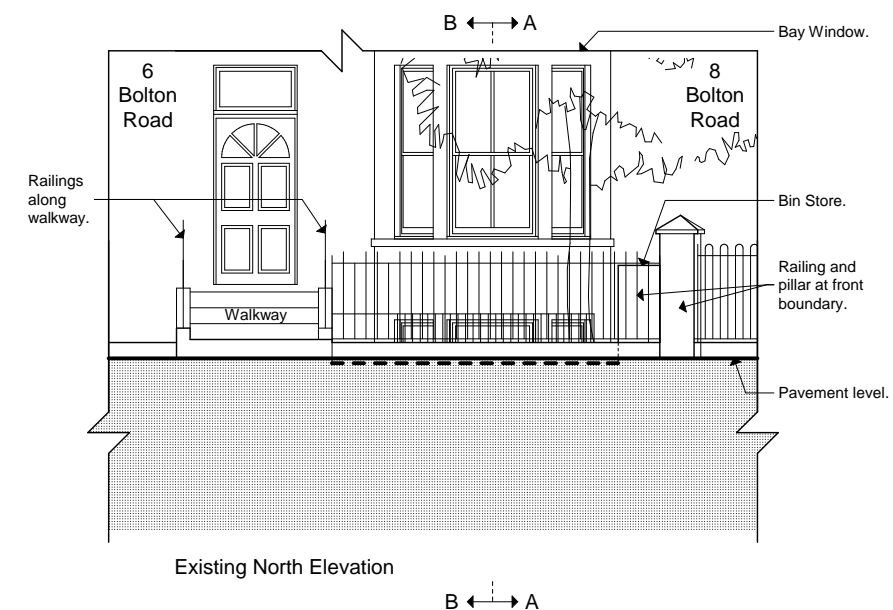 B A
Bay Window.
6
Bolton
Road
8
Bolton
Road
Railings
along
walkway.
Bin Store.
Railing and
pillar at front
boundary.
Walkway
Pavement level.
Existing North Elevation
B A